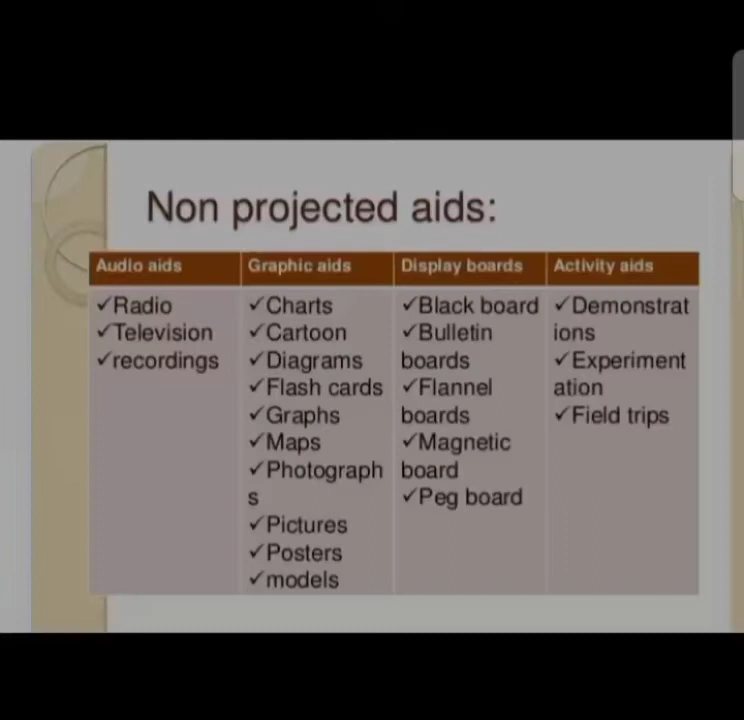 Non projected aids:
Audio aids
Graphic aids
Display boards
Activity aids
✓Radio
✓Television
✓recordings
✓Charts
✓Cartoon
✓Diagrams
✓Flash cards
✓Graphs
✓Maps
✓Photograph
s
✓Pictures
✓Posters
✓models
✓Black board
✓Bulletin
boards
✓Flannel
boards
✓Magnetic
board
✓Peg board
✓Demonstrat
ions
✓Experiment
ation
✓Field trips